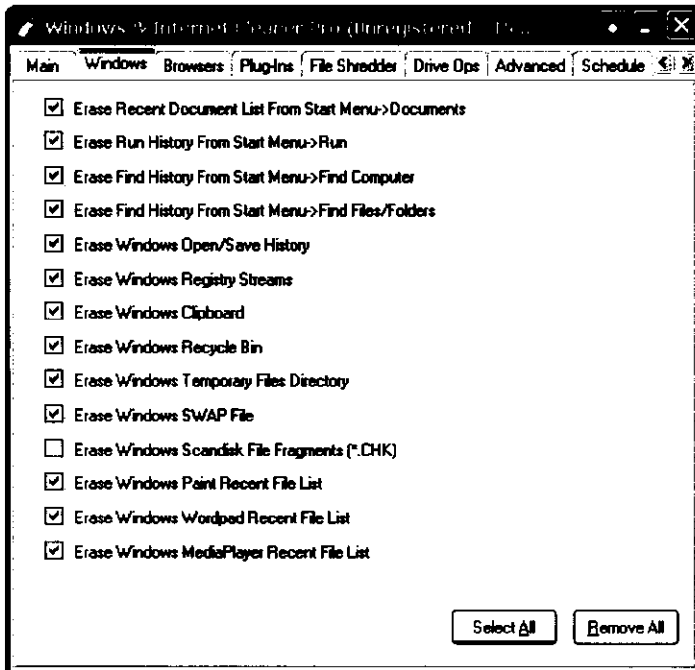 Windows & Internet Cleaner Pro (Unregistered
Main Windows Browsers Plug-Ins File Shredder Drive Ops Advanced Schedule
Erase Recent Document List From Start Menu->Documents
Erase Run History From Start Menu->Run
Erase Find History From Start Menu->Find Computer
Erase Find History From Start Menu->Find Files/Folders
Erase Windows Open/Save History
Erase Windows Registry Streams
Erase Windows Clipboard
Erase Windows Recycle Bin
Erase Windows Temporary Files Directory
Erase Windows SWAP File
Erase Windows Scandisk File Fragments (*.CHK)
Erase Windows Paint Recent File List
Erase Windows Wordpad Recent File List
Erase Windows MediaPlayer Recent File List
Select All Remove All